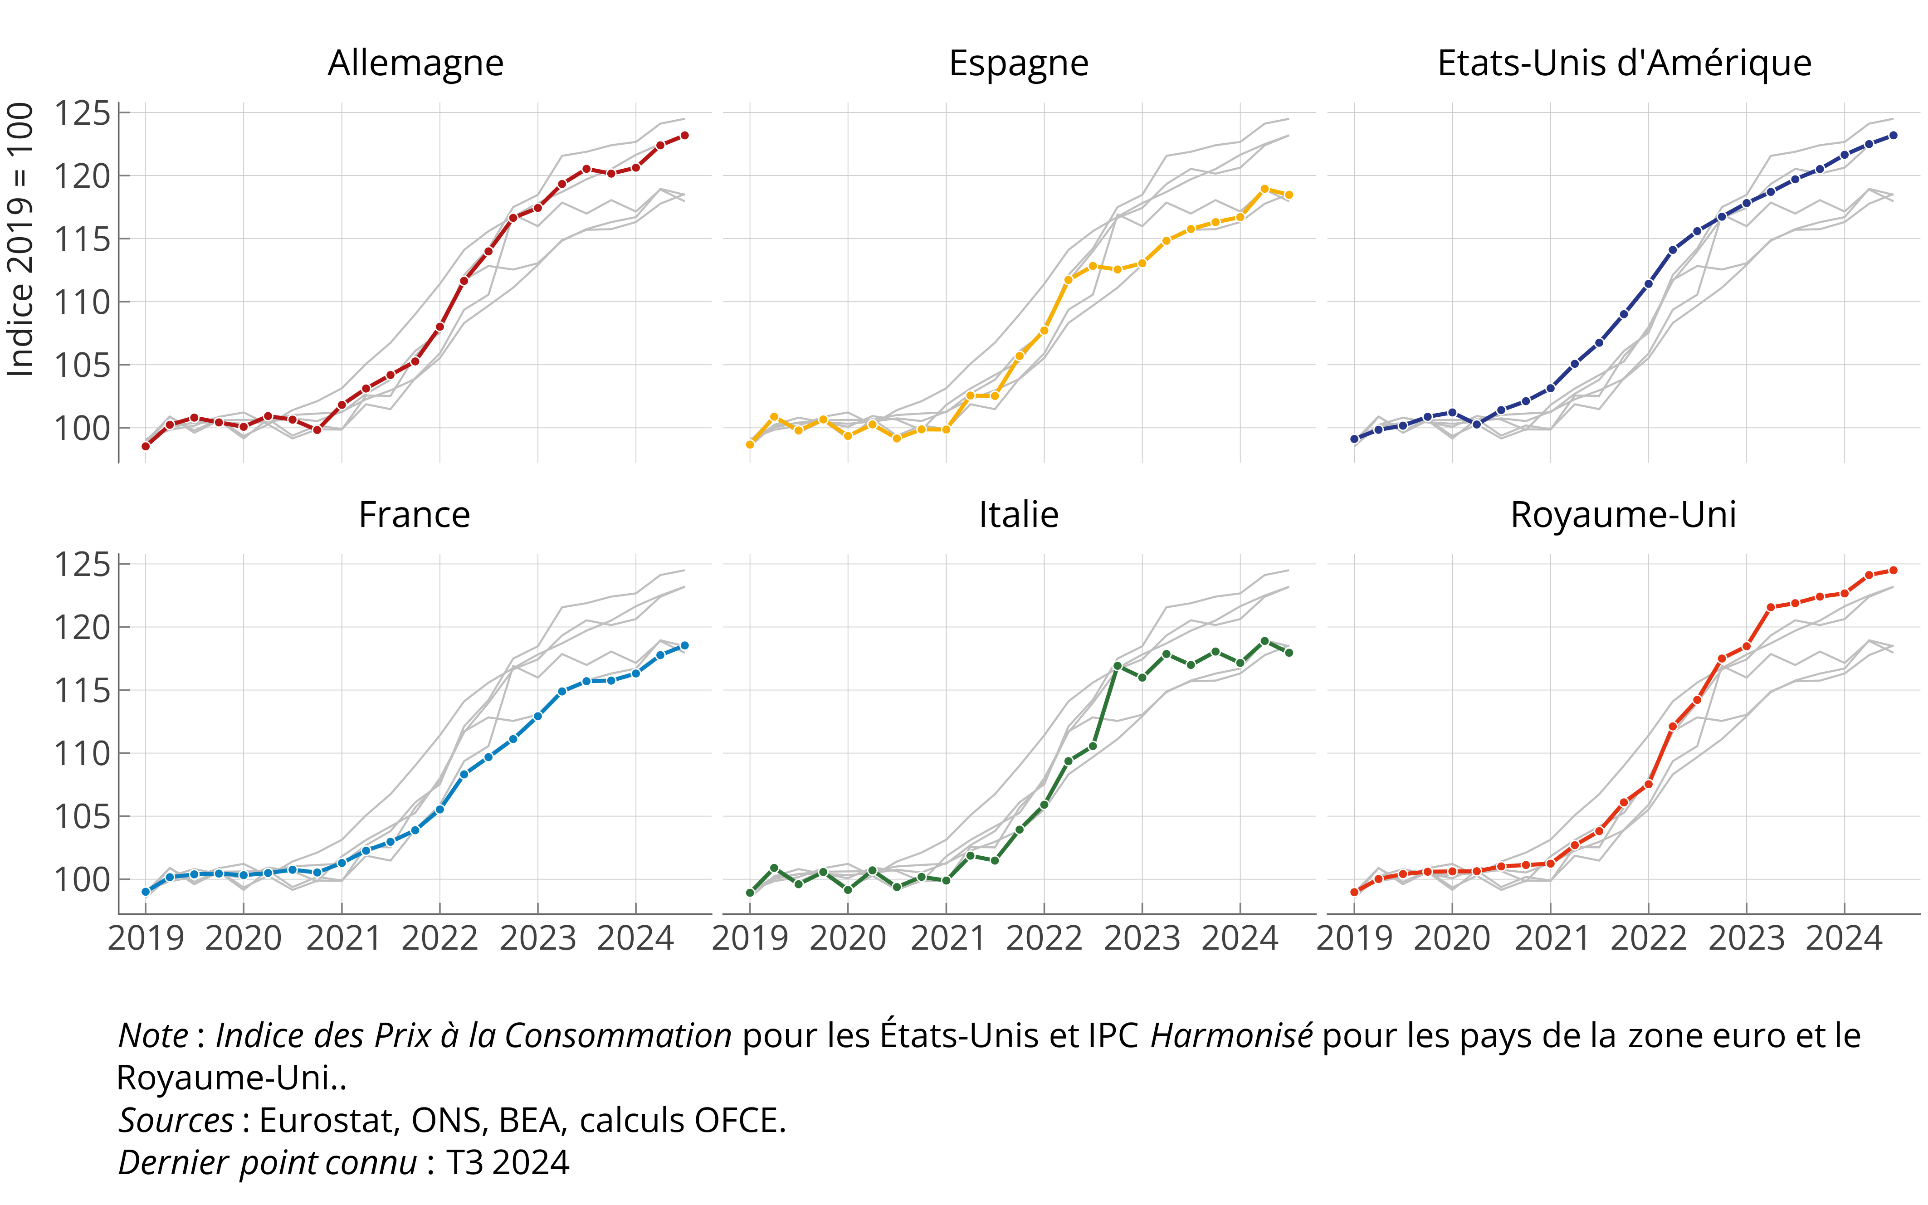 Allemagne
Espagne
Etats-Unis d'Amérique
Indice 2019 = 100
125
120
115
110
105
100
France
Italie
Royaume-Uni
125
120
115
110
105
100
2019 2020 2021 2022 2023 2024
2019 2020 2021 2022 2023 2024
2019 2020 2021 2022 2023 2024
Note : Indice des Prix à la Consommation pour les États-Unis et IPC Harmonisé pour les pays de la zone euro et le
Royaume-Uni..
Sources : Eurostat, ONS, BEA, calculs OFCE.
Dernier point connu : T3 2024